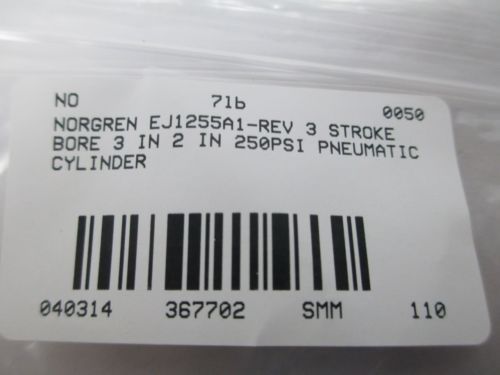 NO 7lb 0050
NORGREN EJ1255A1-REV 3 STROKE
BORE 3 IN 2 IN 250PSI PNEUMATIC
CYLINDER
040314 367702 SMM 110